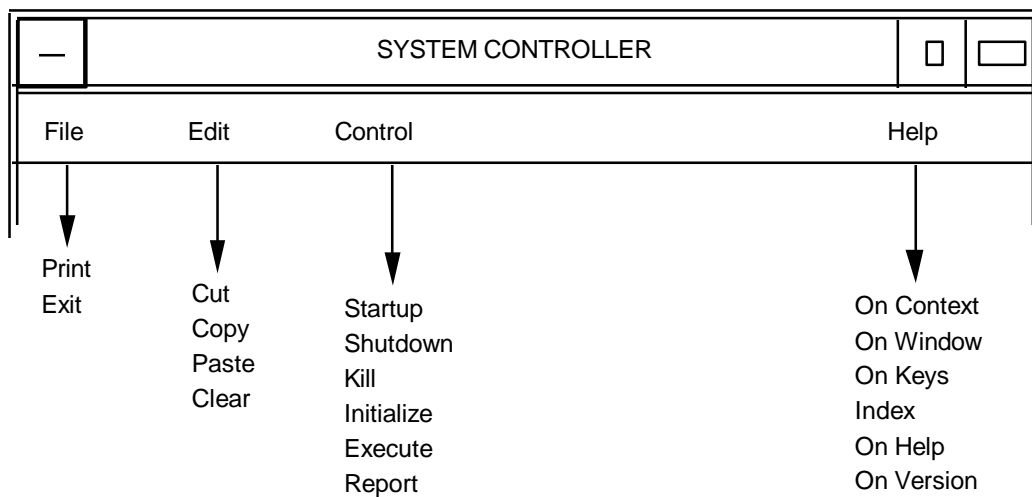 SYSTEM CONTROLLER
File Edit Control Help
Print
Exit
Cut
Copy
Paste
Clear
Startup
Shutdown
Kill
Initialize
Execute
Report
On Context
On Window
On Keys
Index
On Help
On Version